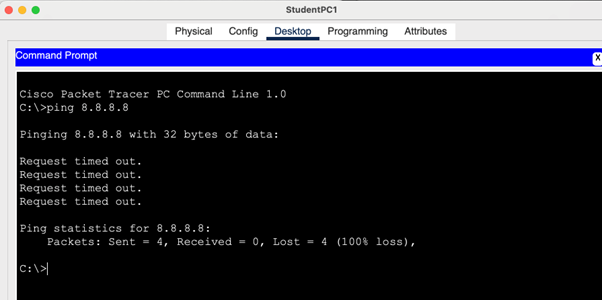 StudentPC1
Physical Config Desktop Programming Attributes
Command Prompt X
Cisco Packet Tracer PC Command Line 1.0
C:\>ping 8.8.8.8
Pinging 8.8.8.8 with 32 bytes of data:
Request timed out.
Request timed out.
Request timed out.
Request timed out.
Ping statistics for 8.8.8.8:
Packets: Sent = 4, Received = 0, Lost = 4 (100% loss),
C:\>